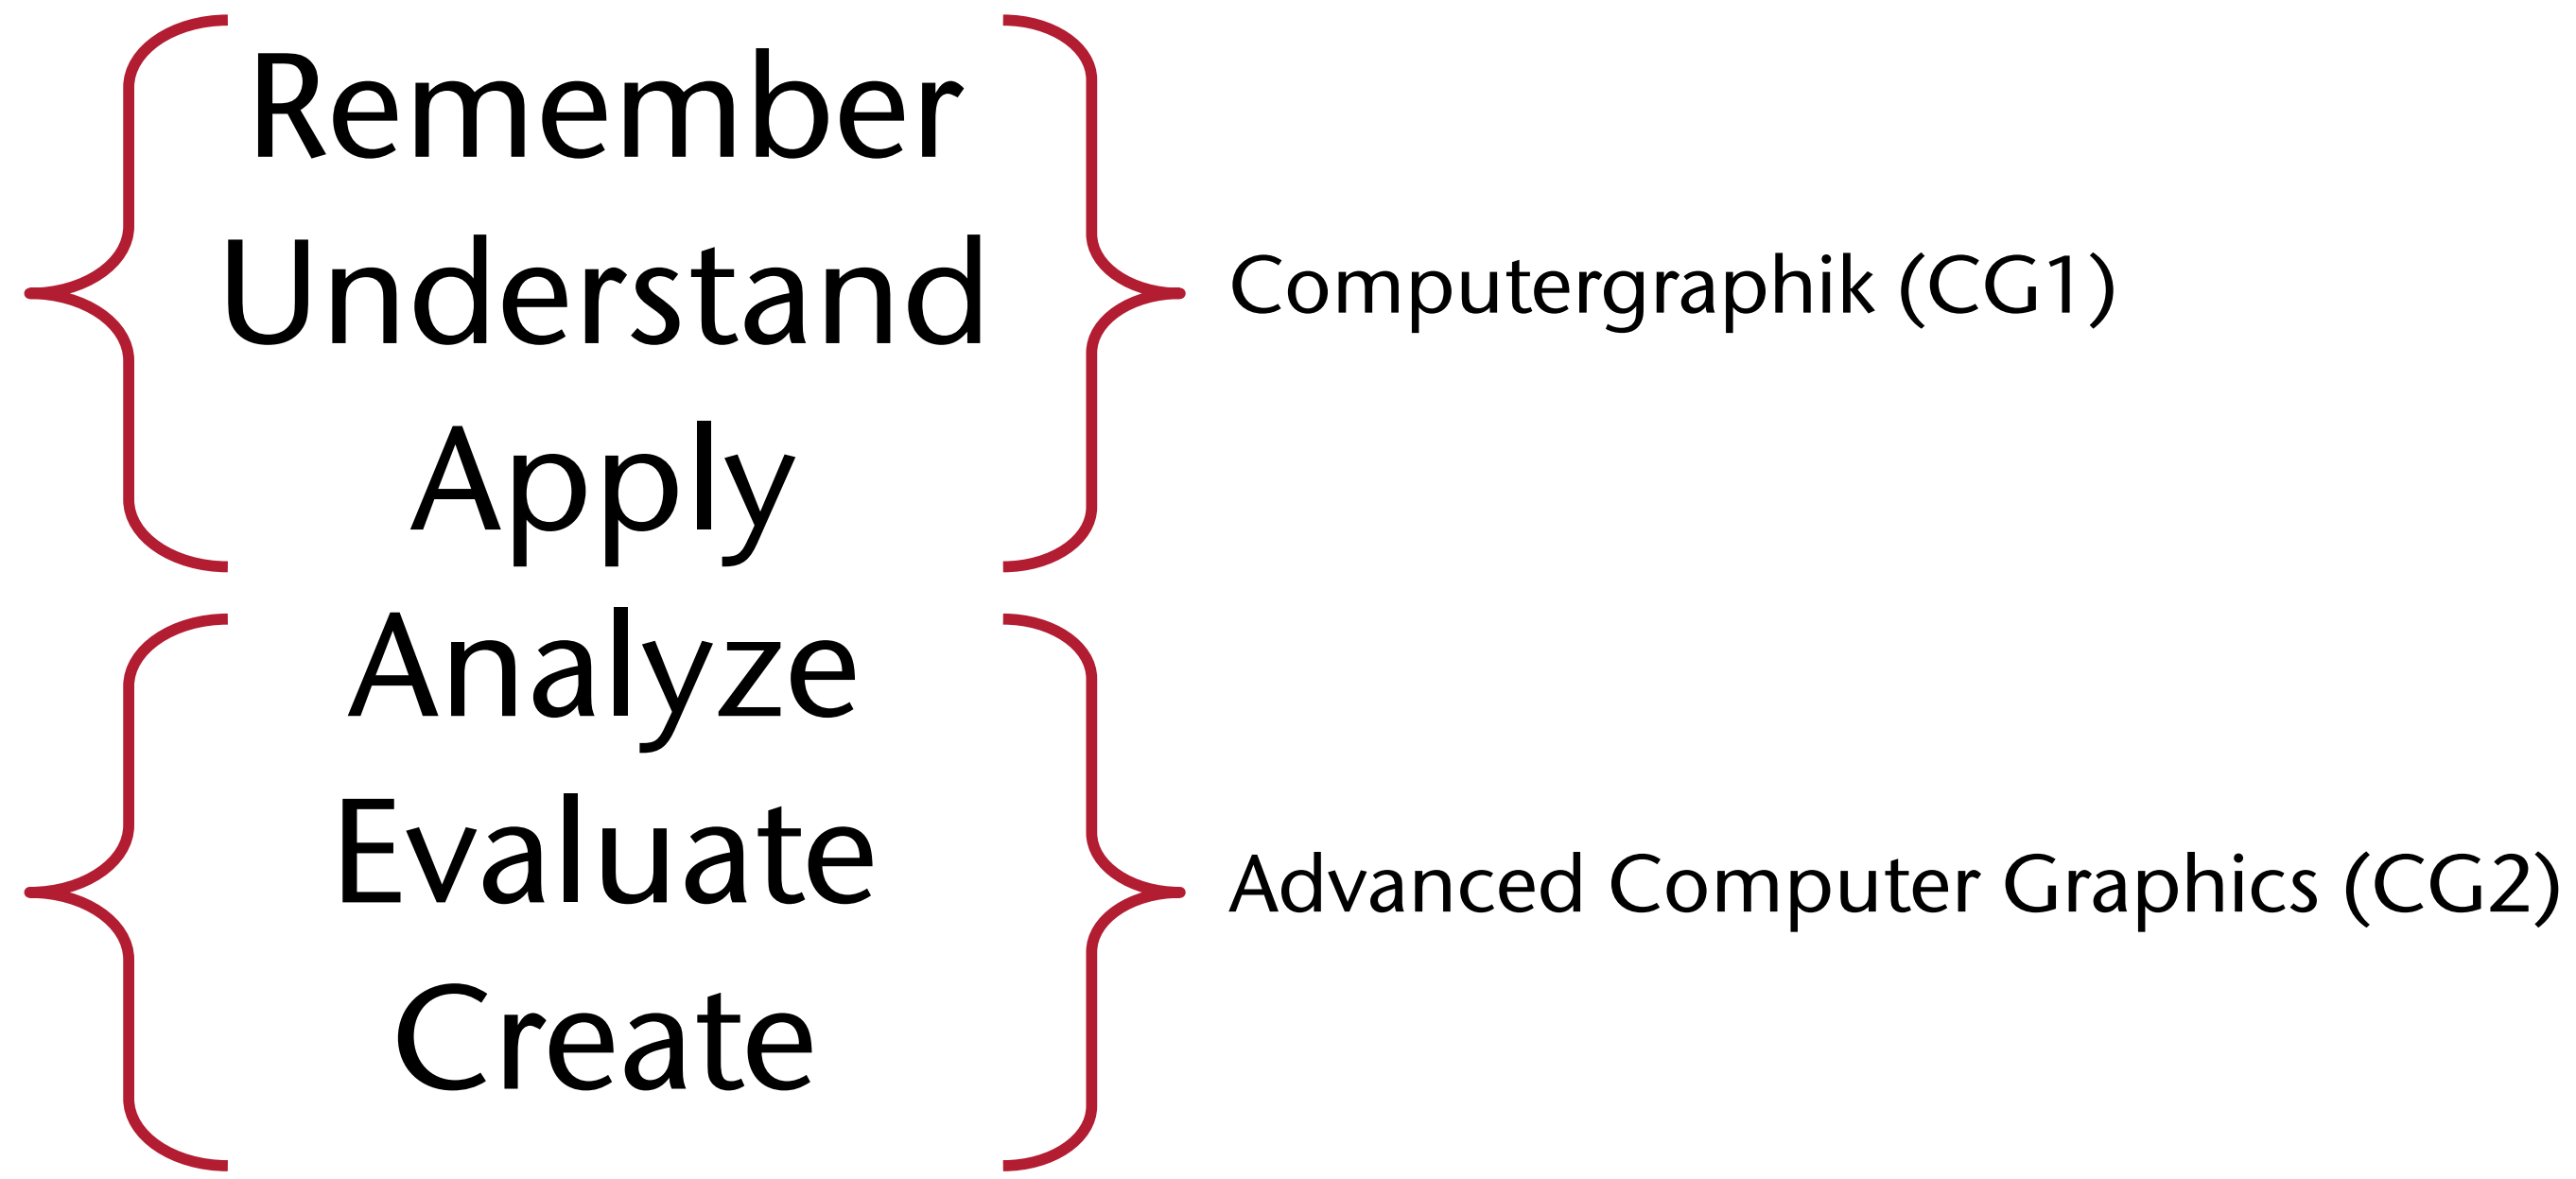 Remember
Understand
Apply
Computergraphik (CG1)
Analyze
Evaluate
Create
Advanced Computer Graphics (CG2)